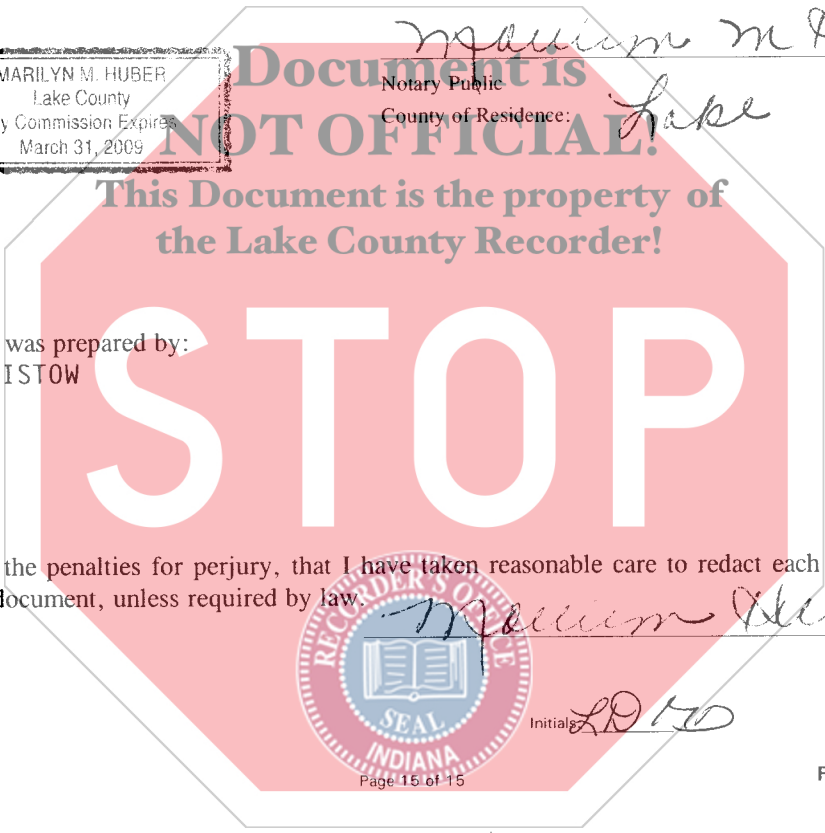 MARILYN M. HUBER
Lake County
y Commission Expires
March 31, 2009
Notary Public
County of Residence: Lake
Document is
NOT OFFICIAL!
This Document is the property of
the Lake County Recorder!
was prepared by:
ISTOW
STOP
the penalties for perjury, that I have taken reasonable care to redact each
document, unless required by law.
RECORDER'S OFFICE
SEAL
INDIANA
Initials: LD
Page 15 of 15